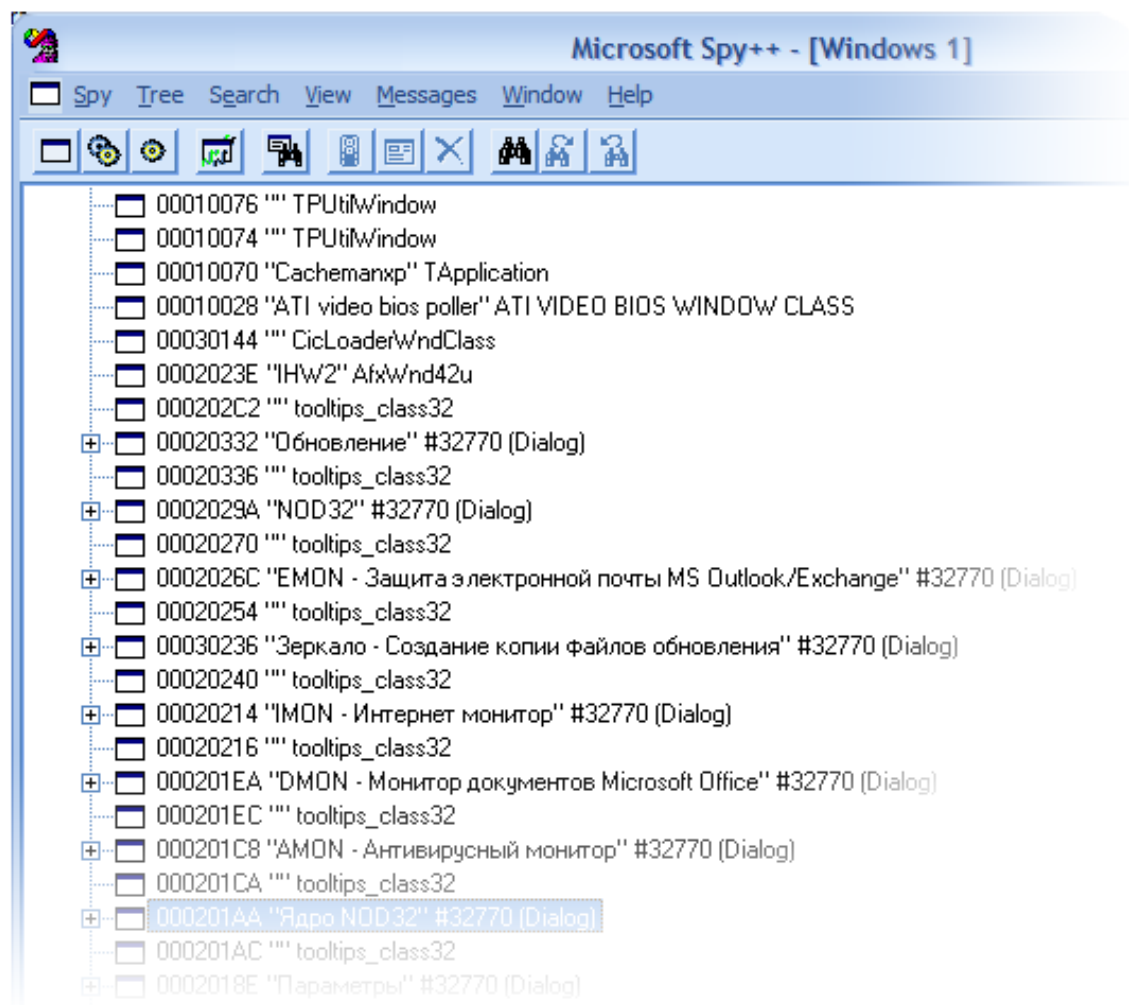 Microsoft Spy++ - [Windows 1]
Spy Tree Search View Messages Window Help
00010076 "" TPUtilWindow
00010074 "" TPUtilWindow
00010070 "Cachemanxp" TApplication
00010028 "ATI video bios poller" ATI VIDEO BIOS WINDOW CLASS
00030144 "" CicLoaderWndClass
0002023E "IHW2" AfxWnd42u
000202C2 "" tooltips_class32
00020332 "Обновление" #32770 (Dialog)
00020336 "" tooltips_class32
0002029A "NOD32" #32770 (Dialog)
00020270 "" tooltips_class32
0002026C "EMON - Защита электронной почты MS Outlook/Exchange" #32770 (Dialog)
00020254 "" tooltips_class32
00030236 "Зеркало - Создание копии файлов обновления" #32770 (Dialog)
00020240 "" tooltips_class32
00020214 "IMON - Интернет монитор" #32770 (Dialog)
00020216 "" tooltips_class32
000201EA "DMON - Монитор документов Microsoft Office" #32770 (Dialog)
000201EC "" tooltips_class32
000201C8 "AMON - Антивирусный монитор" #32770 (Dialog)
000201CA "" tooltips_class32
000201AA "Ядро NOD32" #32770 (Dialog)
000201AC "" tooltips_class32
0002018E "Параметры" #32770 (Dialog)